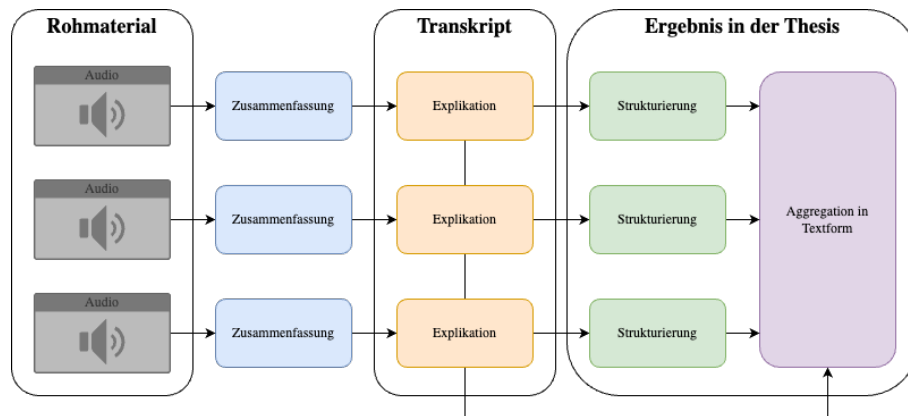 Rohmaterial
Transkript
Ergebnis in der Thesis
Audio
Zusammenfassung
Explikation
Strukturierung
Audio
Zusammenfassung
Explikation
Strukturierung
Aggregation in
Textform
Audio
Zusammenfassung
Explikation
Strukturierung